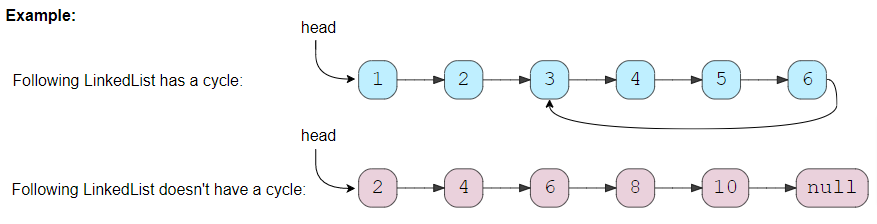 Example:
head
Following LinkedList has a cycle:
1 2 3 4 5 6
head
Following LinkedList doesn't have a cycle:
2 4 6 8 10 null